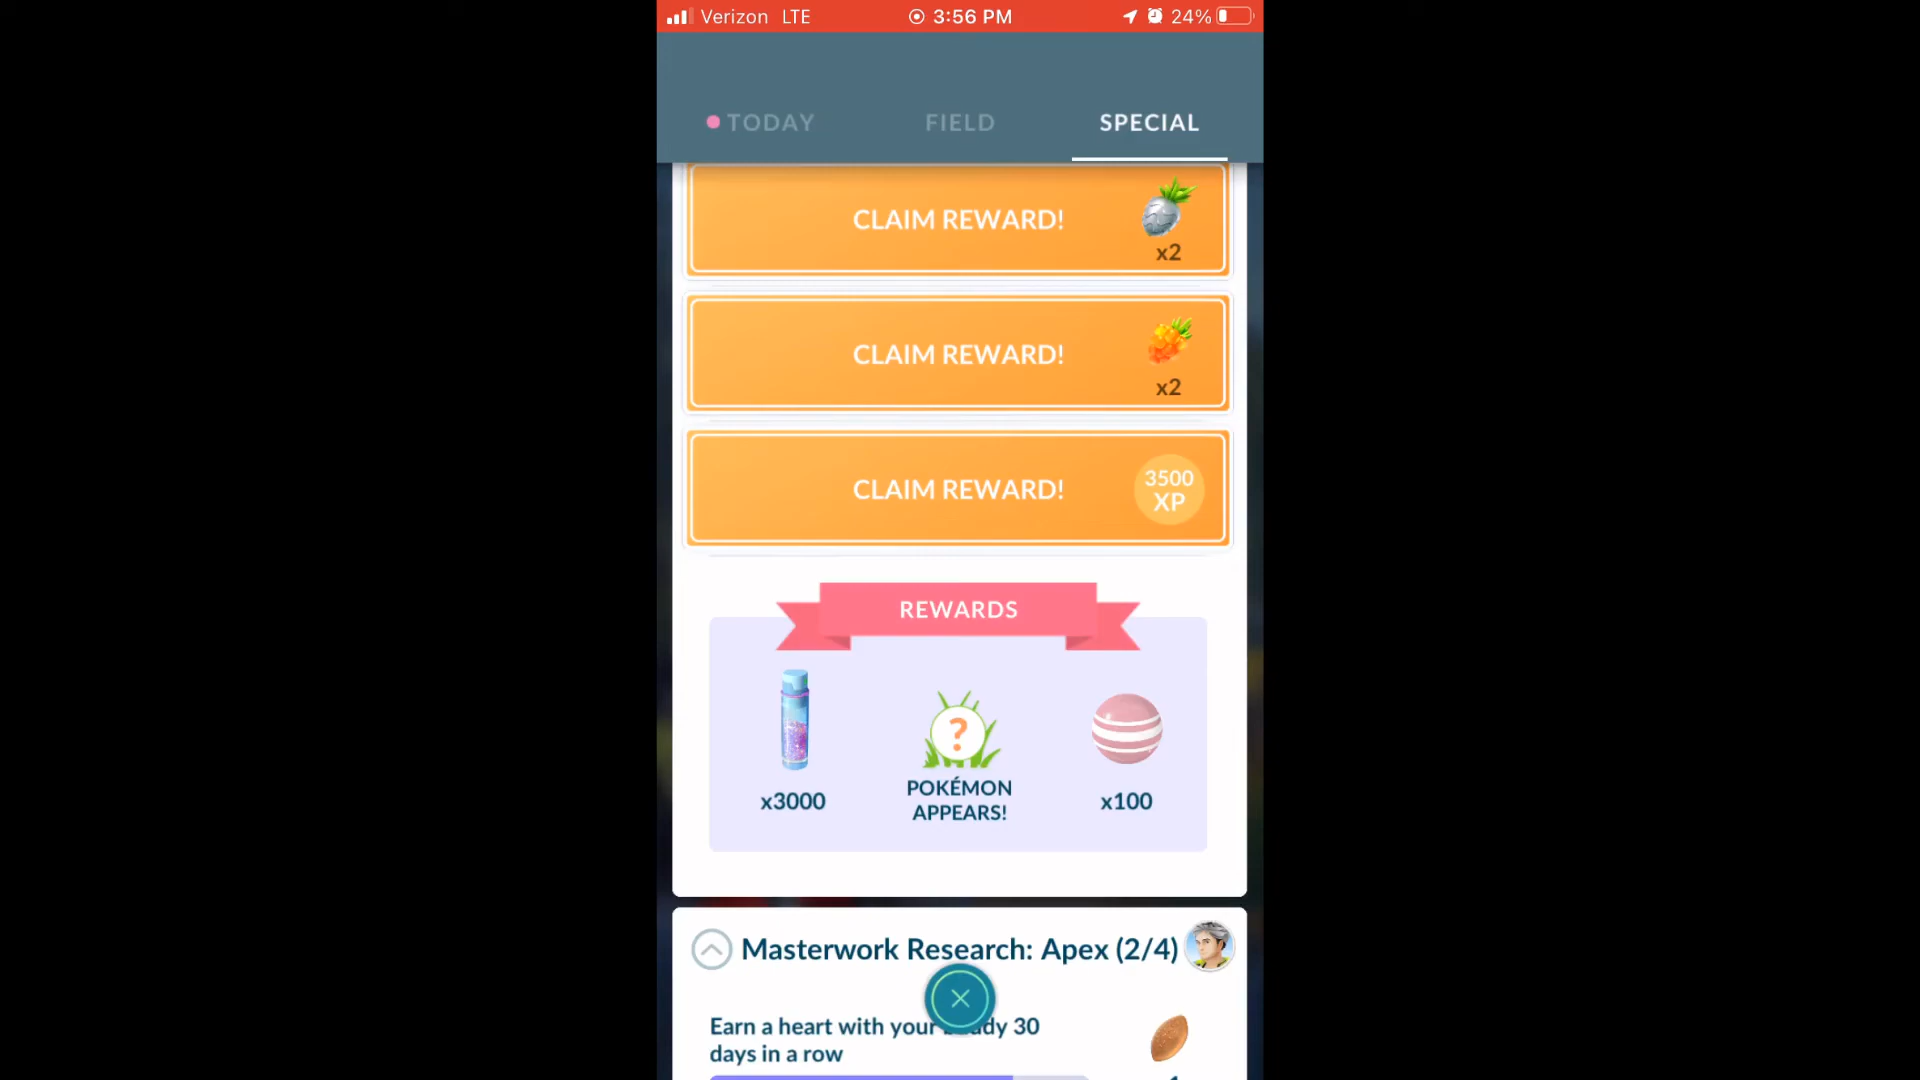 Verizon LTE 3:56 PM 24%
TODAY FIELD SPECIAL
CLAIM REWARD! x2
CLAIM REWARD! x2
CLAIM REWARD! 3500 XP
REWARDS
x3000 POKÉMON APPEARS! x100
?
Masterwork Research: Apex (2/4)
Earn a heart with your 30
days in a row